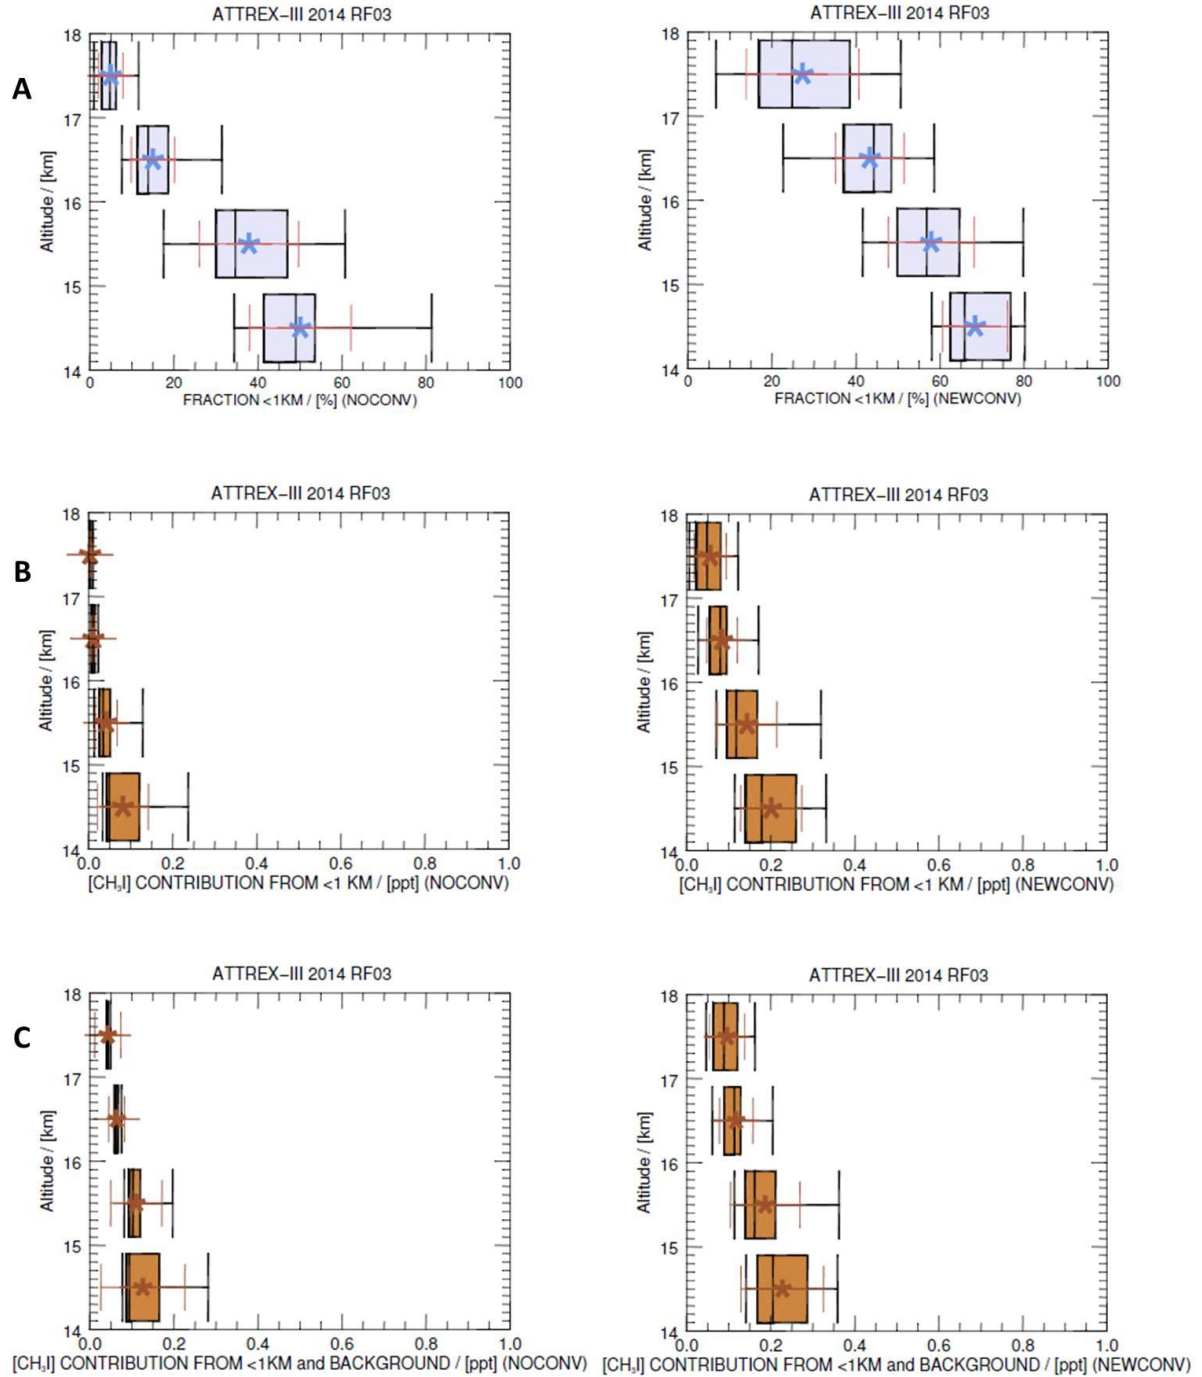 ATTREX-III 2014 RF03
ATTREX-III 2014 RF03
A
18
17
16
15
14
Altitude / [km]
0 20 40 60 80 100
FRACTION <1KM / [%] (NOCONV)
18
17
16
15
14
Altitude / [km]
0 20 40 60 80 100
FRACTION <1KM / [%] (NEWCONV)
ATTREX-III 2014 RF03
ATTREX-III 2014 RF03
B
18
17
16
15
14
Altitude / [km]
0.0 0.2 0.4 0.6 0.8 1.0
[CH₃I] CONTRIBUTION FROM <1 KM / [ppt] (NOCONV)
18
17
16
15
14
Altitude / [km]
0.0 0.2 0.4 0.6 0.8 1.0
[CH₃I] CONTRIBUTION FROM <1 KM / [ppt] (NEWCONV)
ATTREX-III 2014 RF03
ATTREX-III 2014 RF03
C
18
17
16
15
14
Altitude / [km]
0.0 0.2 0.4 0.6 0.8 1.0
[CH₃I] CONTRIBUTION FROM <1KM and BACKGROUND / [ppt] (NOCONV)
18
17
16
15
14
Altitude / [km]
0.0 0.2 0.4 0.6 0.8 1.0
[CH₃I] CONTRIBUTION FROM <1KM and BACKGROUND / [ppt] (NEWCONV)